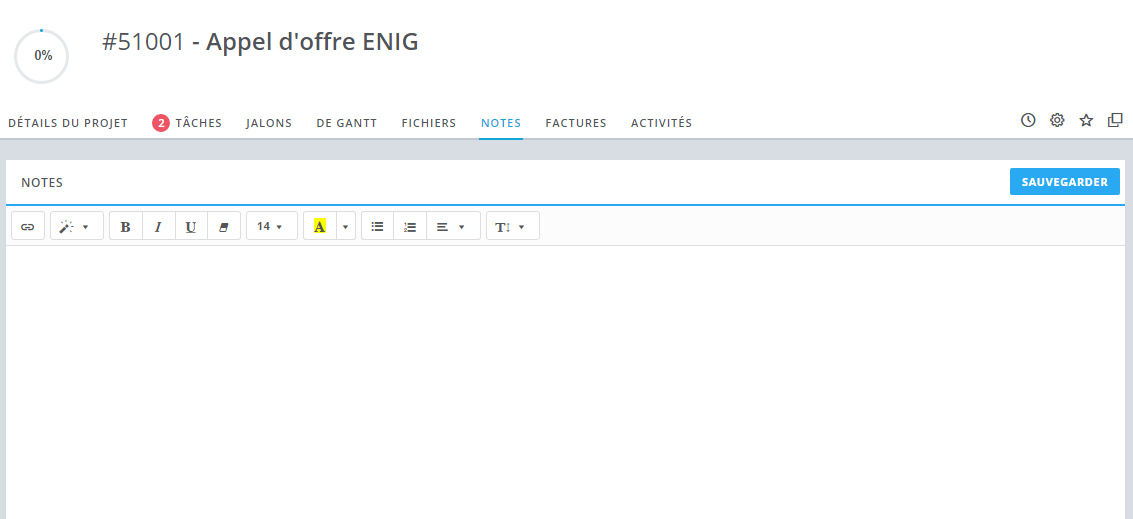 0%
#51001 - Appel d'offre ENIG
DÉTAILS DU PROJET 2 TÂCHES JALONS DE GANTT FICHIERS NOTES FACTURES ACTIVITÉS
NOTES SAUVEGARDER
B I U 14 A T